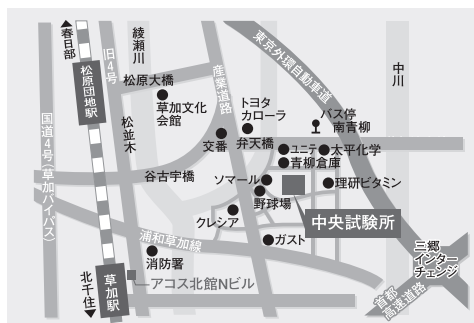 ▲春日部
松原団地駅
旧4号
綾瀬川
松原大橋
草加文化
会館
松並木
国道4号(草加バイパス)
産業道路
交番
トヨタ
カローラ
弁天橋
東京外環自動車道
バス停
南青柳
中川
ユニテ
太平化学
青柳倉庫
谷古宇橋
ソマール
野球場
理研ビタミン
中央試験所
クレシア
浦和草加線
ガスト
消防署
アコス北館Nビル
草加駅
北千住▼
三郷
インター
チェンジ
首都
高速道路